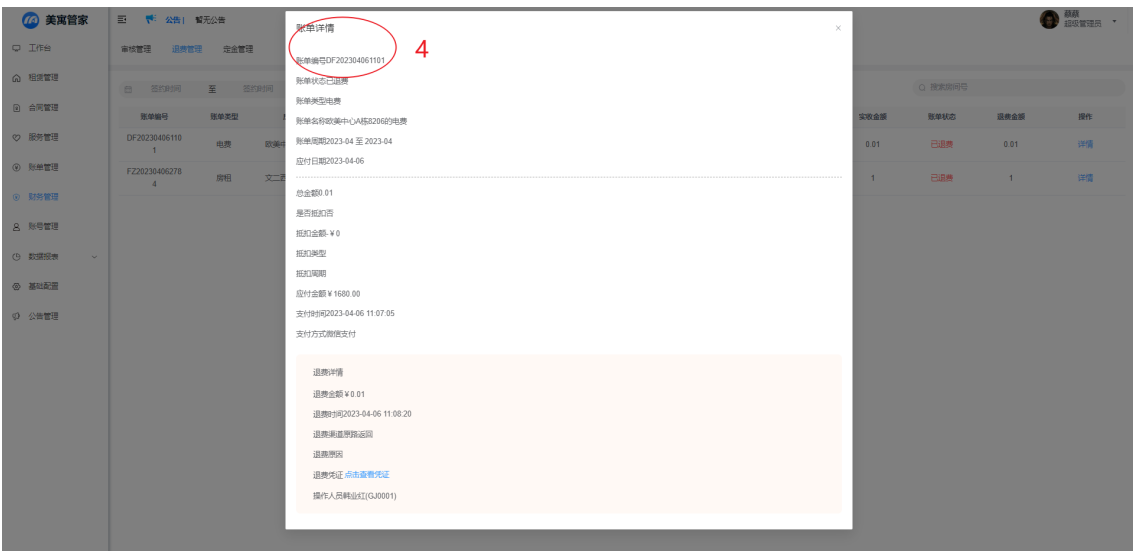 美寓管家
公告 | 暂无公告
超级管理员
工作台
租赁管理
合同管理
服务管理
账单管理
财务管理
账号管理
数据报表
基础配置
公告管理
审核管理 退费管理 定金管理
签约时间 至 签约时间
搜索房间号
账单编号 账单类型
实收金额 账单状态 退费金额 操作
DF20230406110
1
电费 欧美中
0.01 已退费 0.01 详情
FZ20230406278
4
房租 文二西
1 已退费 1 详情
账单详情 ×
4
账单编号DF202304061101
账单状态已退费
账单类型电费
账单名称欧美中心A栋8206的电费
账单周期2023-04 至 2023-04
应付日期2023-04-06
总金额0.01
是否抵扣否
抵扣金额-¥ 0
抵扣类型
抵扣周期
应付金额 ¥ 1680.00
支付时间2023-04-06 11:07:05
支付方式微信支付
退费详情
退费金额 ¥ 0.01
退费时间2023-04-06 11:08:20
退费渠道原路返回
退费原因
退费凭证 点击查看凭证
操作人员韩业红(GJ0001)